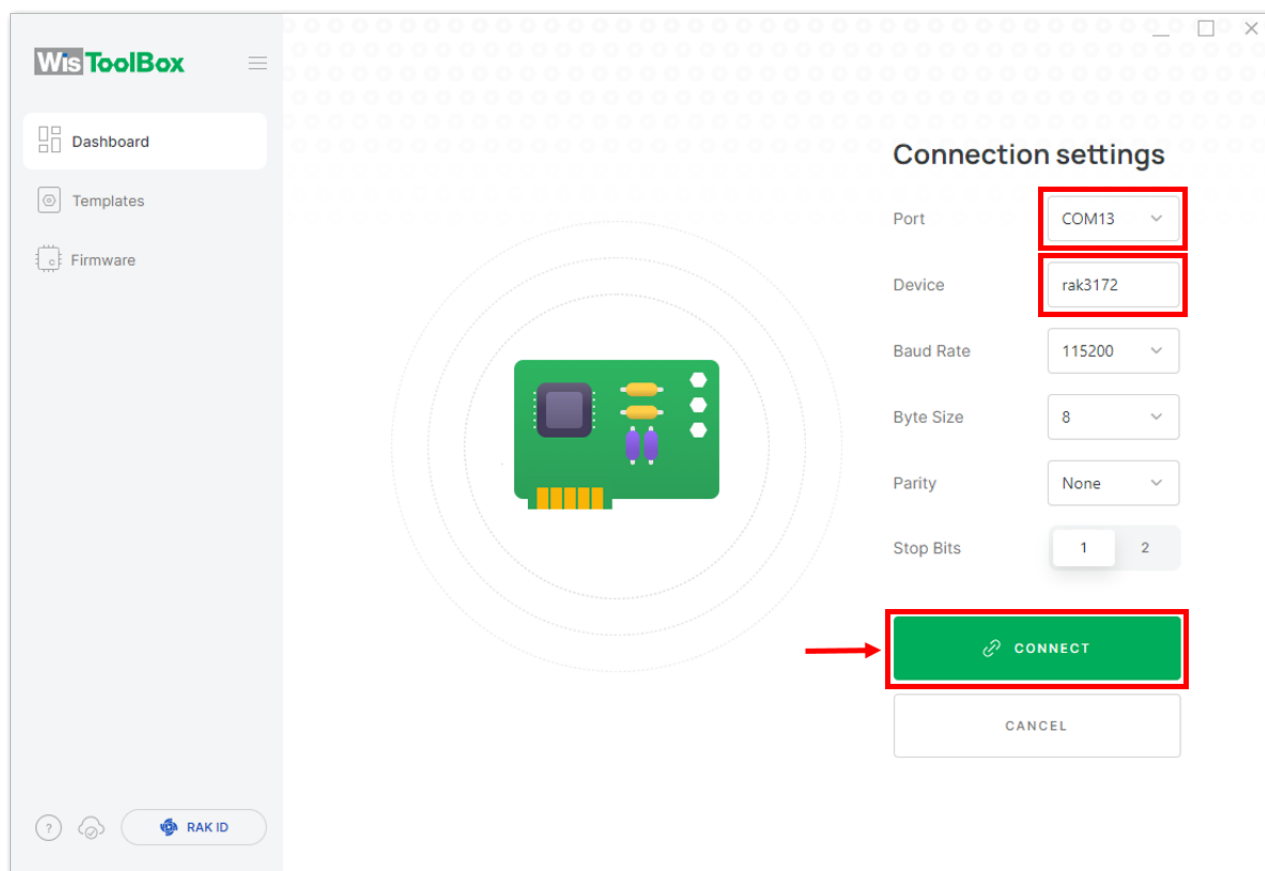 WisToolBox
Dashboard
Templates
Firmware
Connection settings
Port COM13
Device rak3172
Baud Rate 115200
Byte Size 8
Parity None
Stop Bits 1 2
CONNECT
CANCEL
? RAK ID